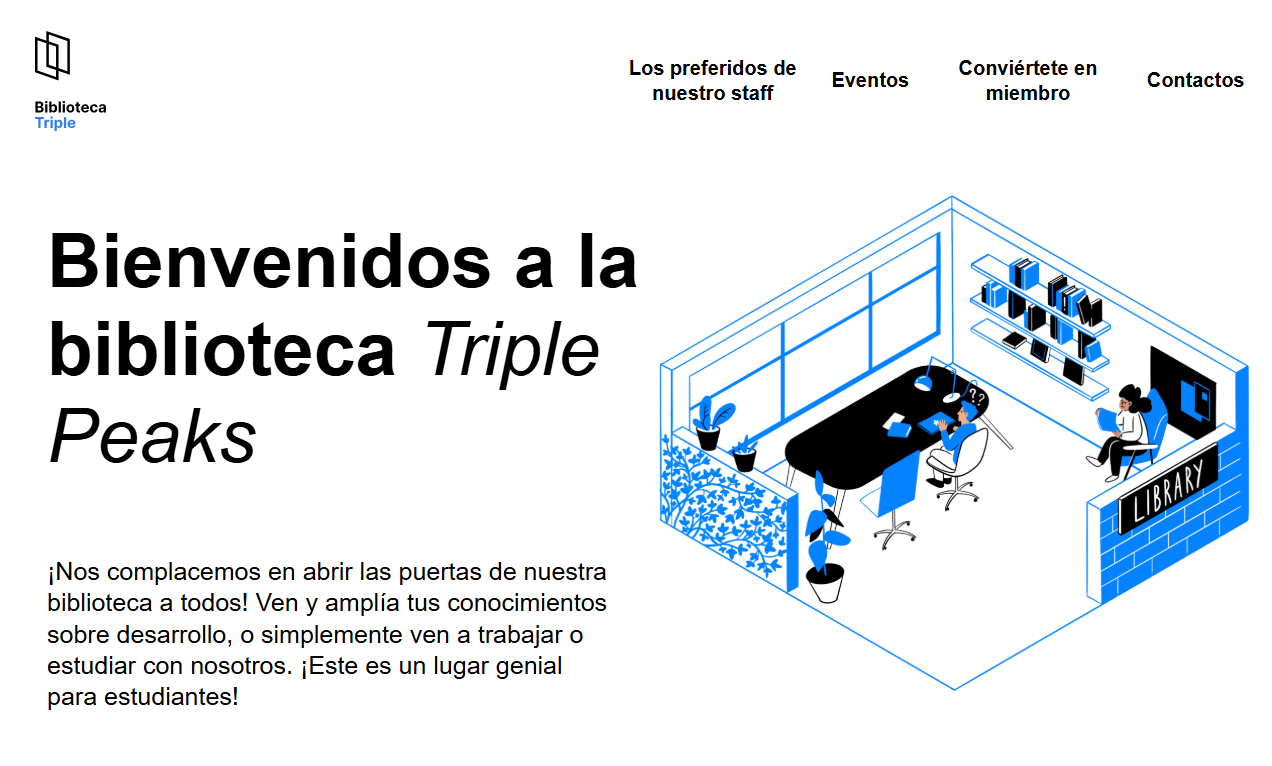 Biblioteca
Triple
Los preferidos de
nuestro staff
Eventos
Conviértete en
miembro
Contactos
Bienvenidos a la
biblioteca Triple
Peaks
¡Nos complacemos en abrir las puertas de nuestra
biblioteca a todos! Ven y amplía tus conocimientos
sobre desarrollo, o simplemente ven a trabajar o
estudiar con nosotros. ¡Este es un lugar genial
para estudiantes!
??
LIBRARY